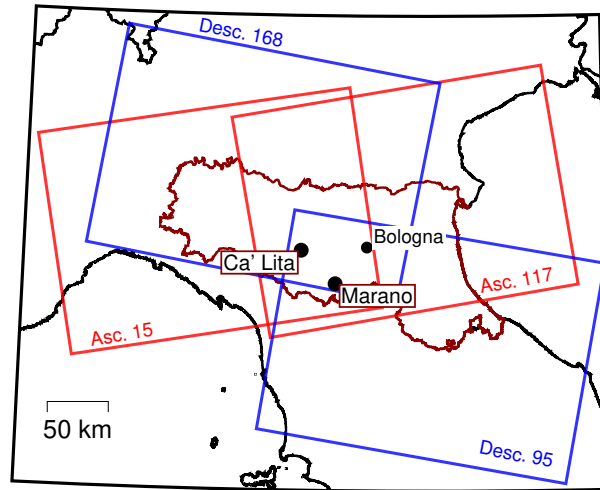 Desc. 168
Bologna
Ca' Lita
Asc. 117
Marano
Asc. 15
50 km
Desc. 95